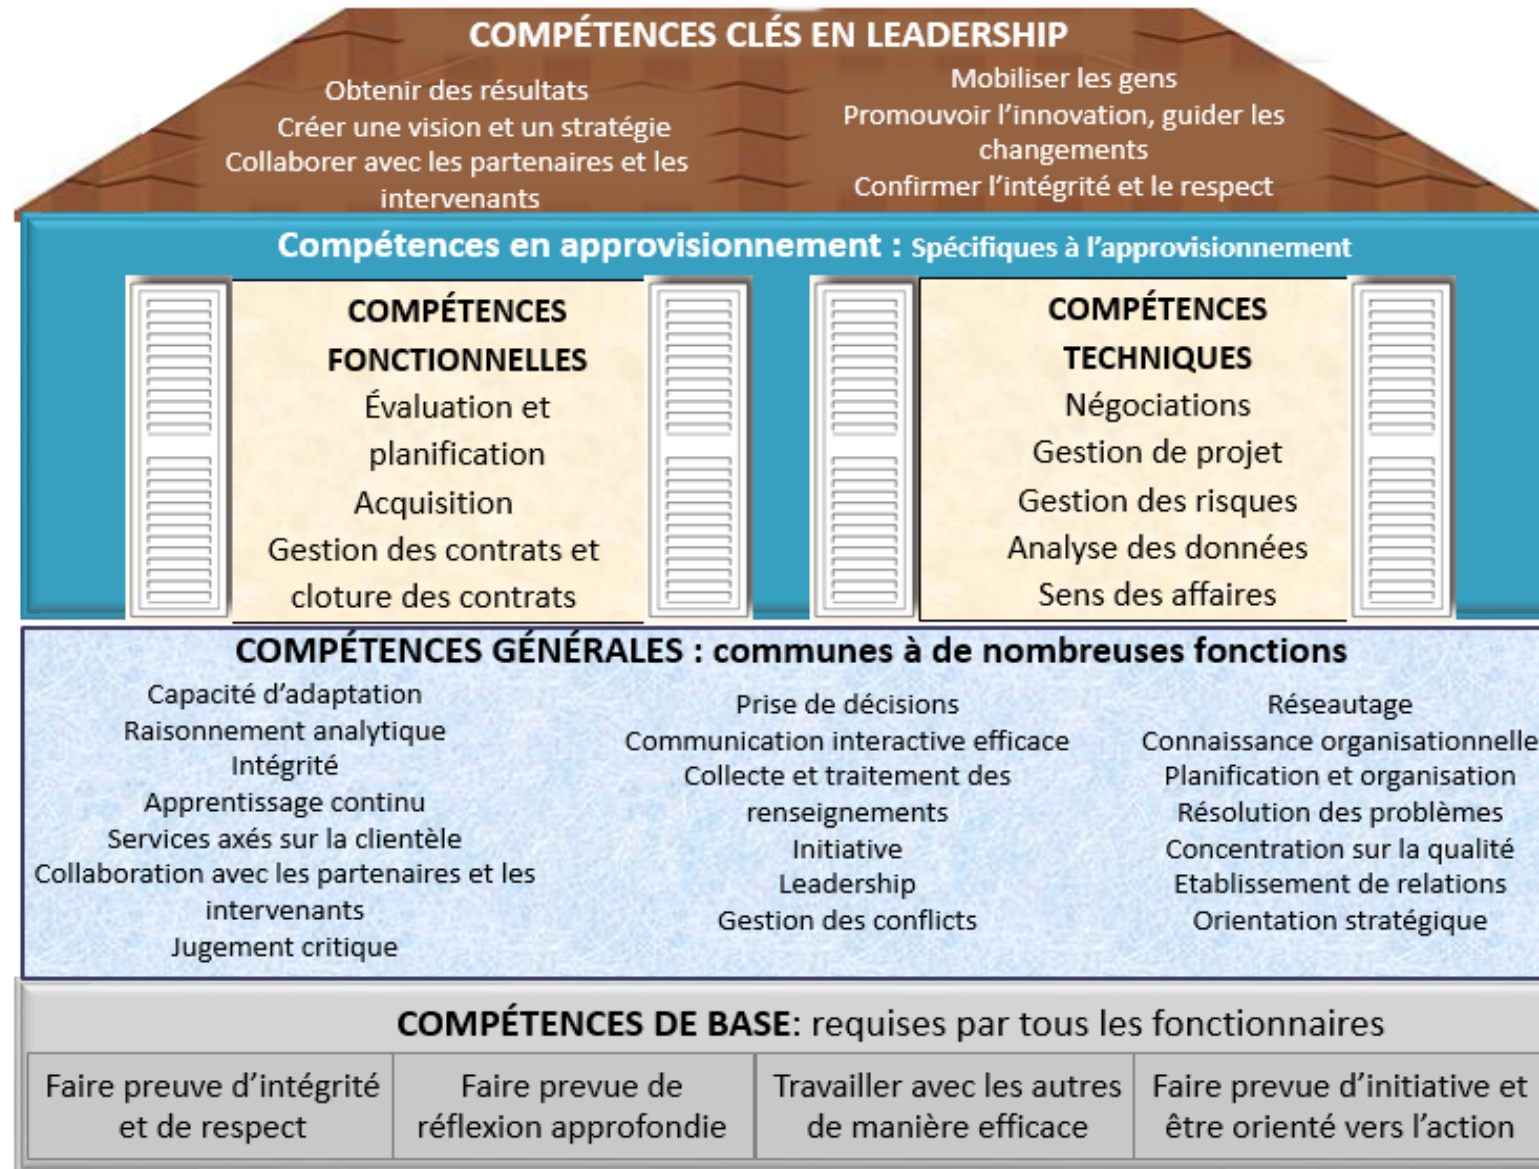 COMPÉTENCES CLÉS EN LEADERSHIP
Obtenir des résultats
Créer une vision et un stratégie
Collaborer avec les partenaires et les
intervenants
Mobiliser les gens
Promouvoir l'innovation, guider les
changements
Confirmer l'intégrité et le respect
Compétences en approvisionnement : Spécifiques à l'approvisionnement
COMPÉTENCES
FONCTIONNELLES
Évaluation et
planification
Acquisition
Gestion des contrats et
cloture des contrats
COMPÉTENCES
TECHNIQUES
Négociations
Gestion de projet
Gestion des risques
Analyse des données
Sens des affaires
COMPÉTENCES GÉNÉRALES : communes à de nombreuses fonctions
Capacité d'adaptation
Raisonnement analytique
Intégrité
Apprentissage continu
Services axés sur la clientèle
Collaboration avec les partenaires et les
intervenants
Jugement critique
Prise de décisions
Communication interactive efficace
Collecte et traitement des
renseignements
Initiative
Leadership
Gestion des conflicts
Réseautage
Connaissance organisationnelle
Planification et organisation
Résolution des problèmes
Concentration sur la qualité
Etablissement de relations
Orientation stratégique
COMPÉTENCES DE BASE: requises par tous les fonctionnaires
Faire preuve d'intégrité
et de respect
Faire prevue de
réflexion approfondie
Travailler avec les autres
de manière efficace
Faire prevue d'initiative et
être orienté vers l'action